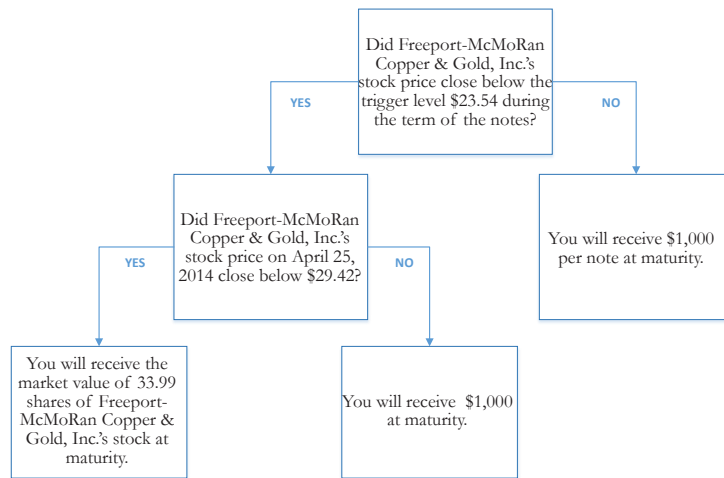 Did Freeport-McMoRan
Copper & Gold, Inc.'s
stock price close below the
trigger level $23.54 during
the term of the notes?
YES
NO
Did Freeport-McMoRan
Copper & Gold, Inc.'s
stock price on April 25,
2014 close below $29.42?
You will receive $1,000
per note at maturity.
YES
NO
You will receive the
market value of 33.99
shares of Freeport-
McMoRan Copper &
Gold, Inc.'s stock at
maturity.
You will receive $1,000
at maturity.